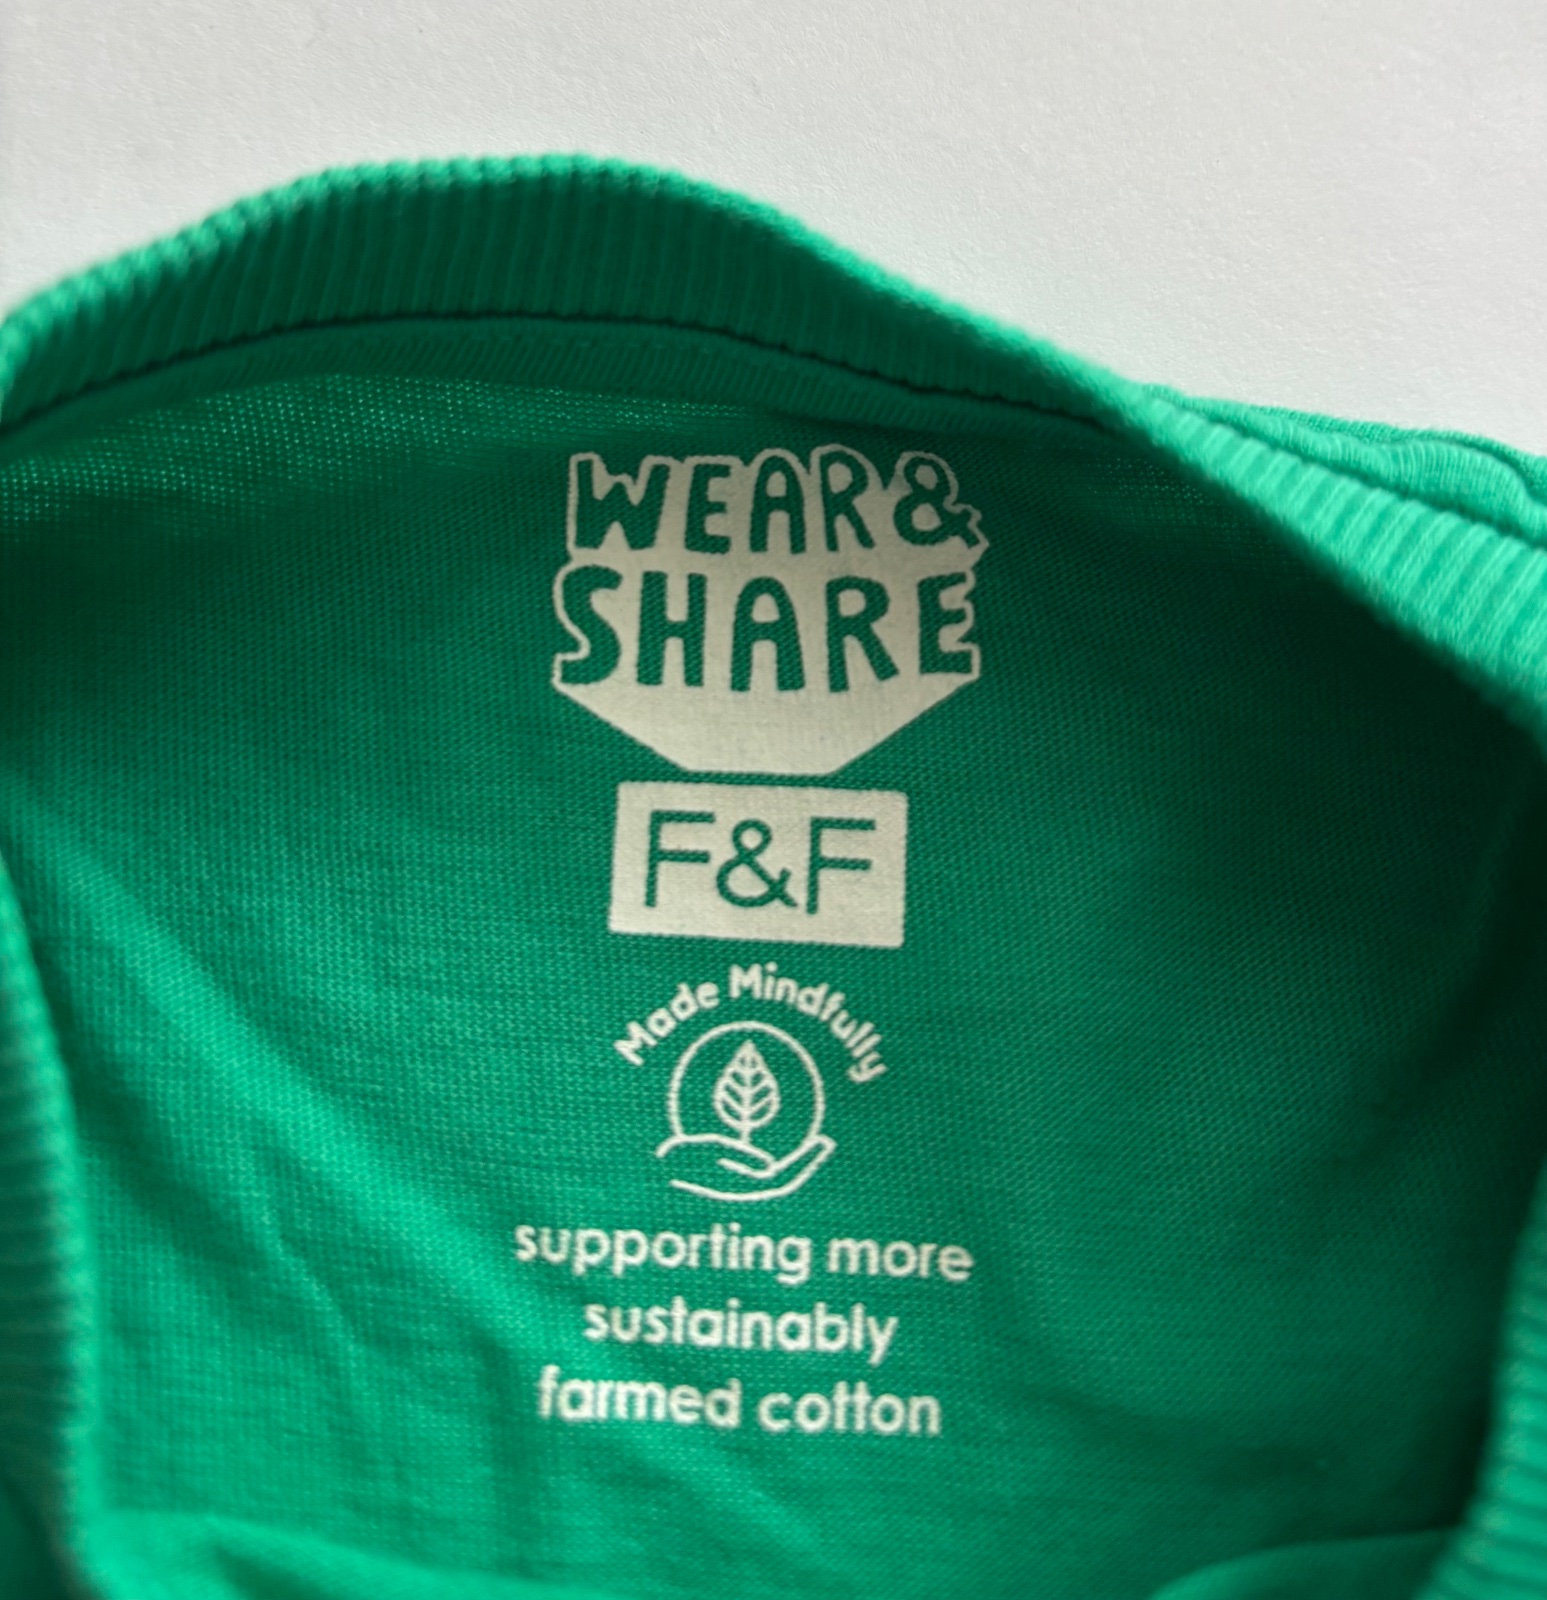 WEAR &
SHARE
F&F
Made Mindfully
supporting more
sustainably
farmed cotton